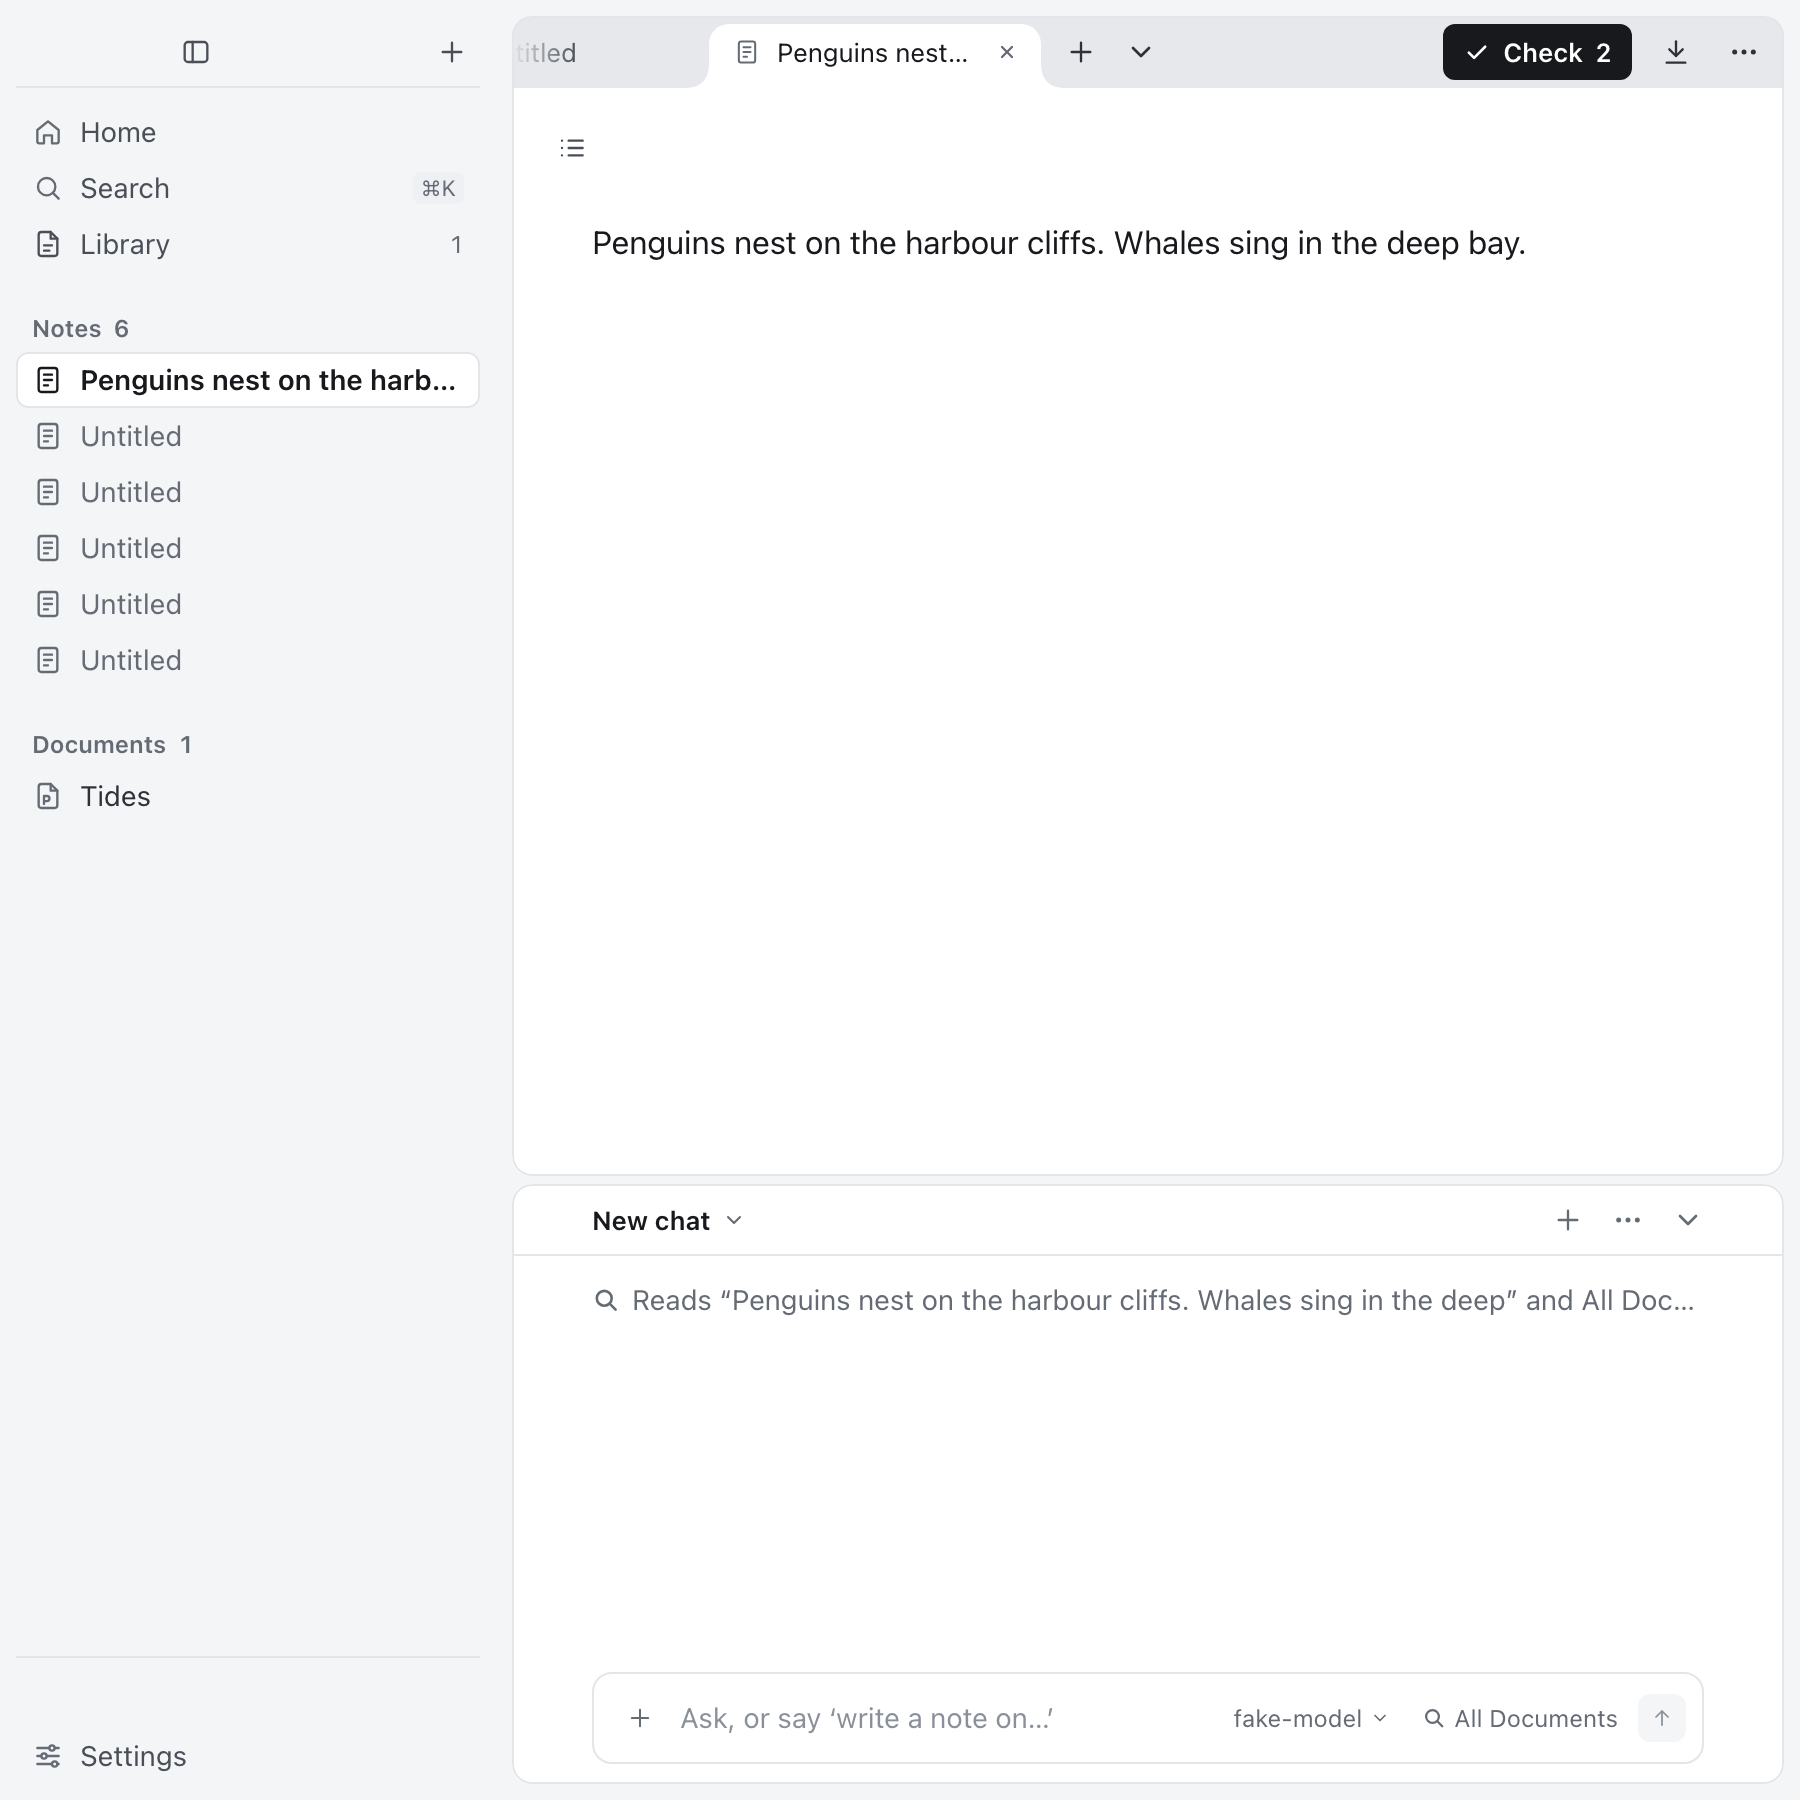 titled
Penguins nest...
Check 2
Home
Search ⌘K
Library 1
Notes 6
Penguins nest on the harb...
Untitled
Untitled
Untitled
Untitled
Untitled
Documents 1
Tides
Settings
Penguins nest on the harbour cliffs. Whales sing in the deep bay.
New chat
Reads “Penguins nest on the harbour cliffs. Whales sing in the deep” and All Doc...
Ask, or say ‘write a note on...’
fake-model
All Documents